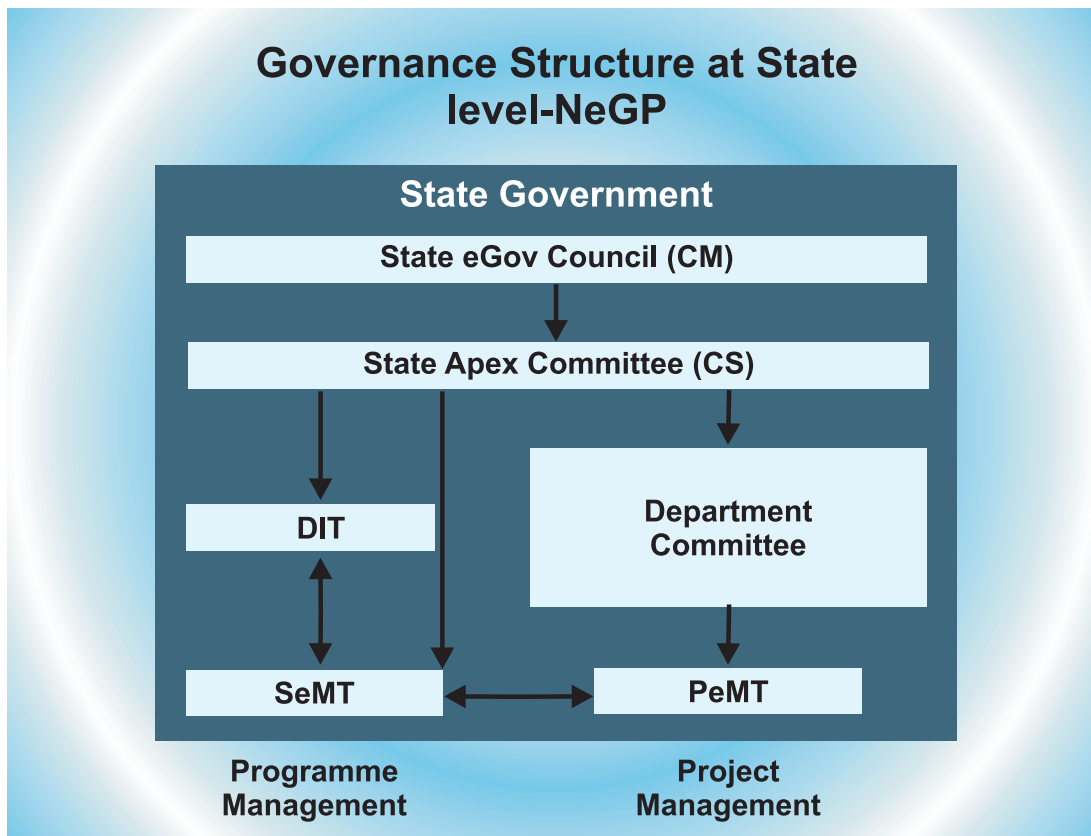 Governance Structure at State
level-NeGP
State Government
State eGov Council (CM)
State Apex Committee (CS)
DIT
Department
Committee
SeMT
PeMT
Programme
Management
Project
Management